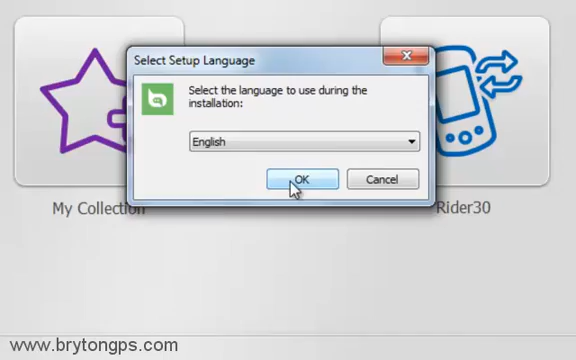 Select Setup Language
Select the language to use during the
installation:
English
OK
Cancel
My Collection
Rider30
www.brytongps.com